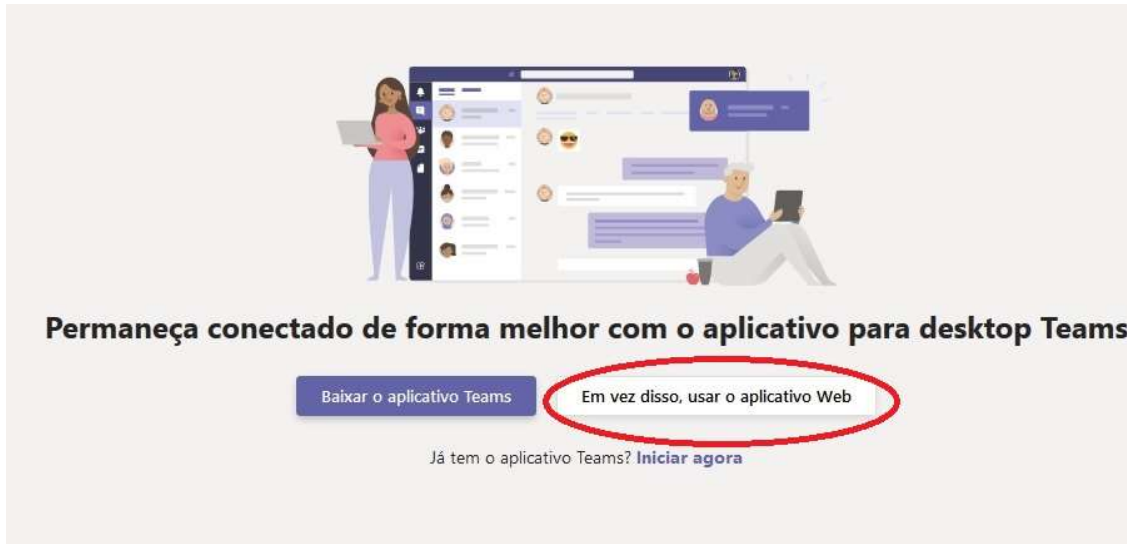 Permaneça conectado de forma melhor com o aplicativo para desktop Teams
Baixar o aplicativo Teams
Em vez disso, usar o aplicativo Web
Já tem o aplicativo Teams? Iniciar agora